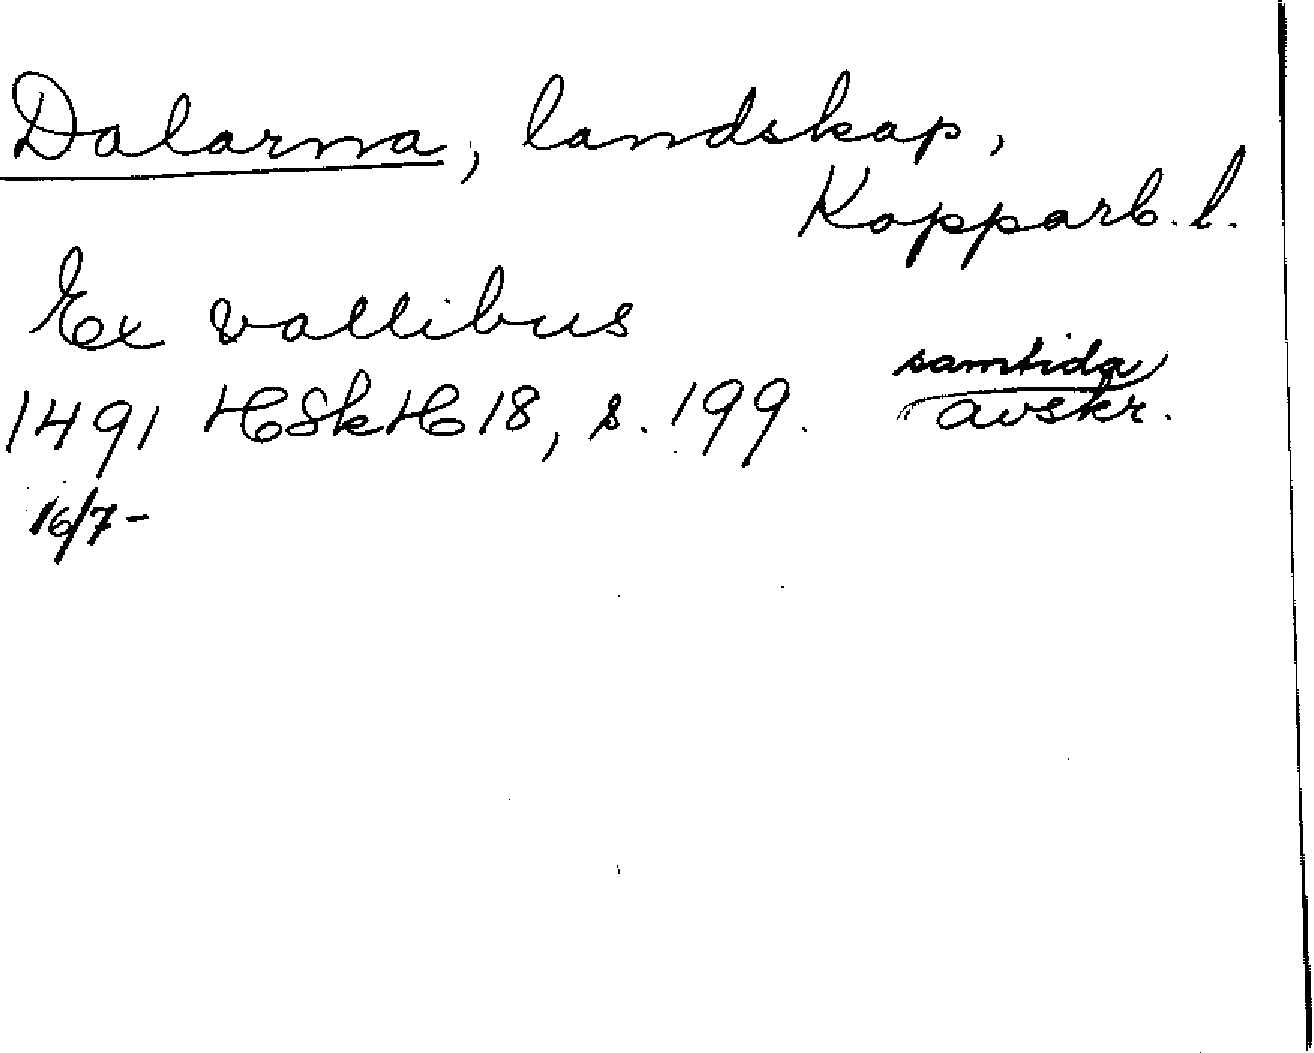 Dalarna, landskap,
Kopparb. l.
Ex vallibus
samtida
1491 HSkH 18, s. 199. avskr.
16/7-